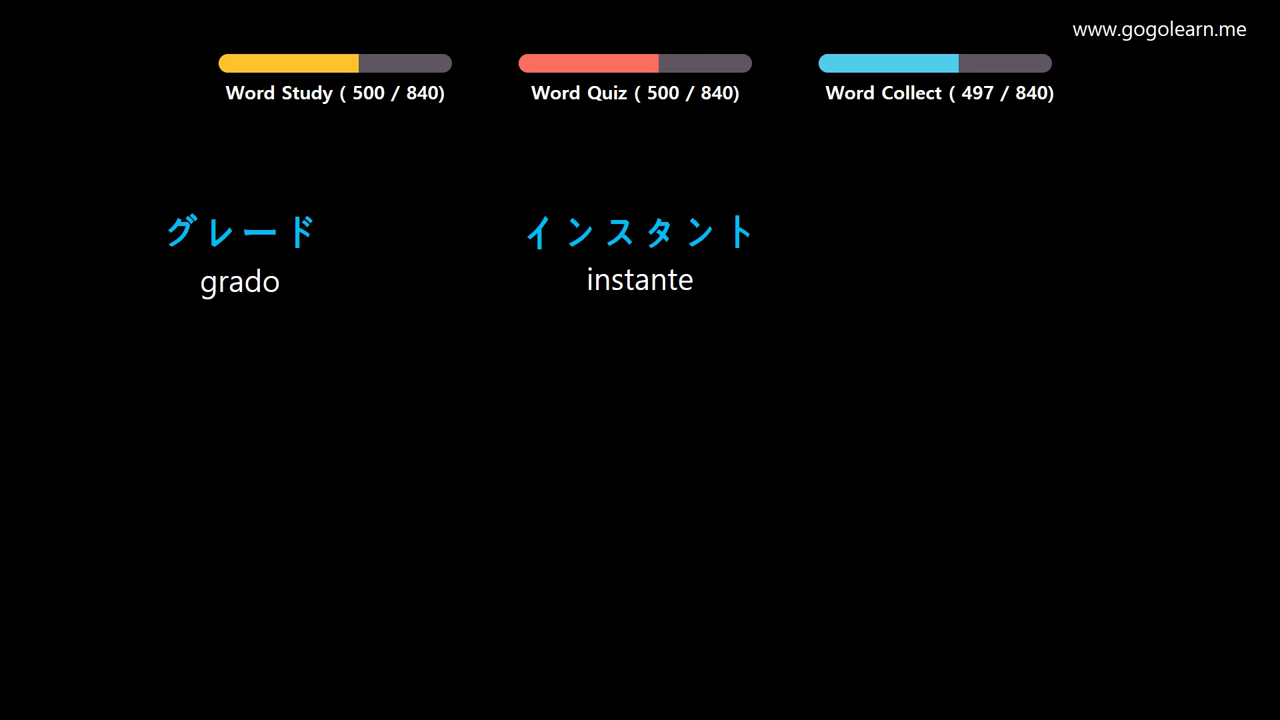 www.gogolearn.me
Word Study ( 500 / 840)
Word Quiz ( 500 / 840)
Word Collect ( 497 / 840)
グレード
インスタント
grado
instante